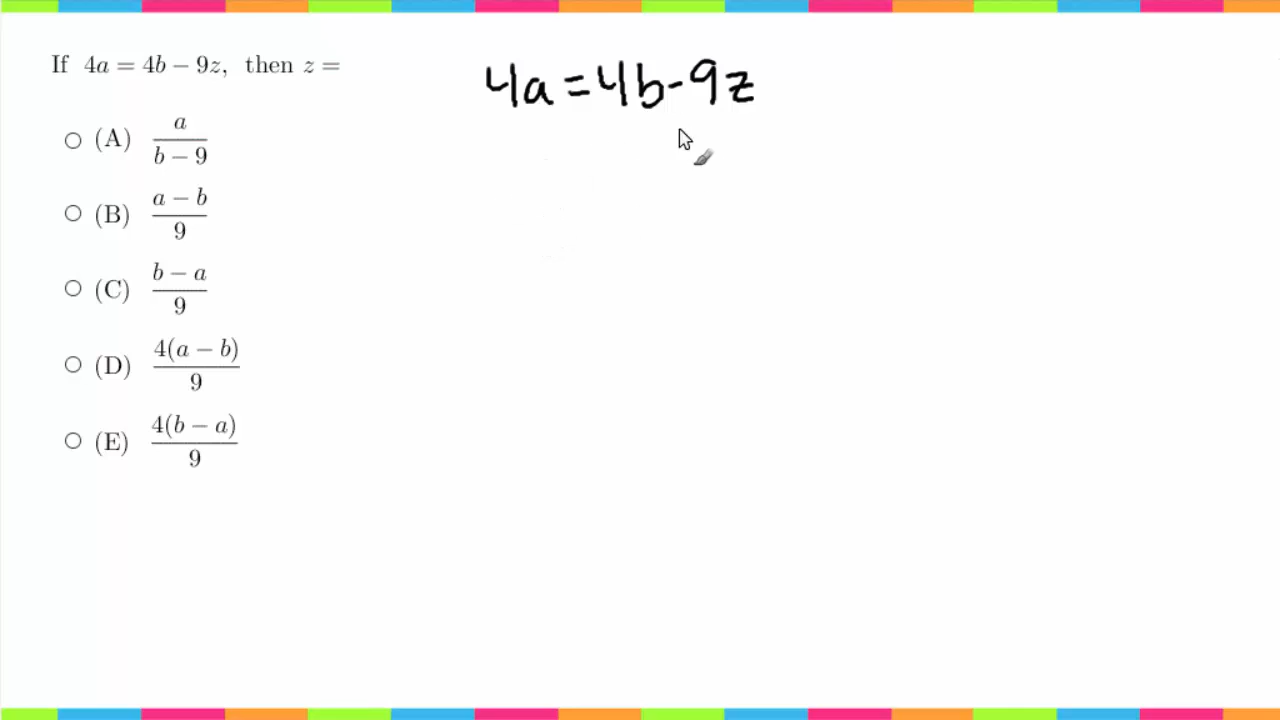 If 4a = 4b − 9z, then z =
4a = 4b - 9z
(A) a / (b − 9)
(B) (a − b) / 9
(C) (b − a) / 9
(D) 4(a − b) / 9
(E) 4(b − a) / 9